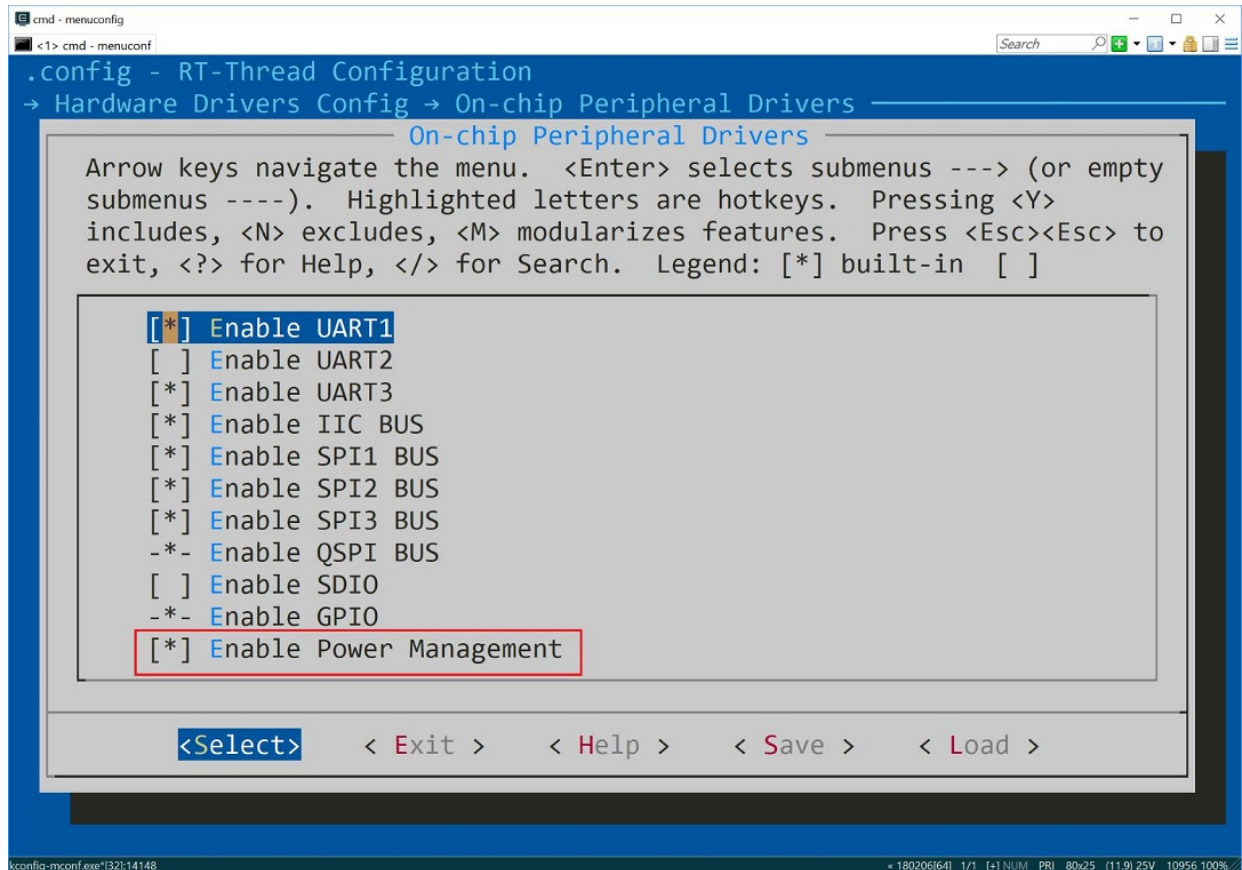 cmd - menuconfig
<1> cmd - menuconf
Search
.config - RT-Thread Configuration
→ Hardware Drivers Config → On-chip Peripheral Drivers
On-chip Peripheral Drivers
Arrow keys navigate the menu.  <Enter> selects submenus ---> (or empty
submenus ----).  Highlighted letters are hotkeys.  Pressing <Y>
includes, <N> excludes, <M> modularizes features.  Press <Esc><Esc> to
exit, <?> for Help, </> for Search.  Legend: [*] built-in  [ ]
[*] Enable UART1
[ ] Enable UART2
[*] Enable UART3
[*] Enable IIC BUS
[*] Enable SPI1 BUS
[*] Enable SPI2 BUS
[*] Enable SPI3 BUS
-*- Enable QSPI BUS
[ ] Enable SDIO
-*- Enable GPIO
[*] Enable Power Management
<Select>    < Exit >    < Help >    < Save >    < Load >
kconfig-mconf.exe*[32]:14148    « 180206[64]  1/1  [+] NUM  PRI  80x25  (11,9) 25V  10956 100%